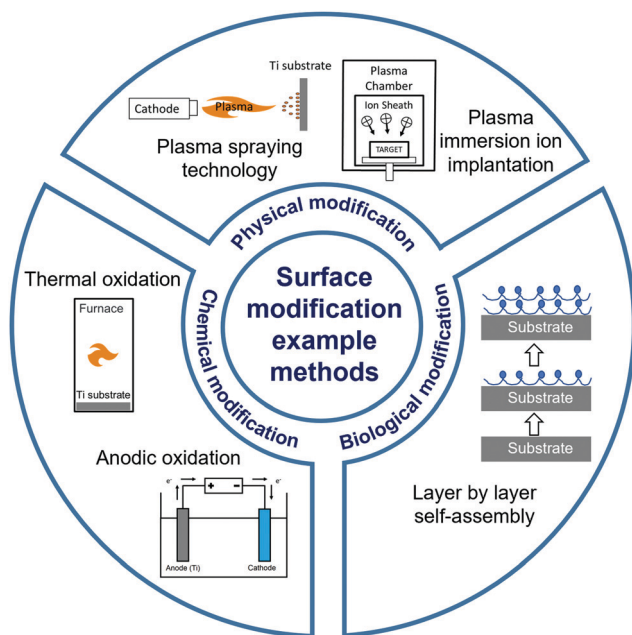 Ti substrate
Cathode
Plasma
Plasma spraying
technology
Plasma
Chamber
Ion Sheath
TARGET
Plasma
immersion ion
implantation
Physical modification
Chemical modification
Biological modification
Surface
modification
example
methods
Thermal oxidation
Furnace
Ti substrate
Anodic oxidation
e-
+ -
e-
Anode (Ti)
Cathode
Substrate
Substrate
Substrate
Layer by layer
self-assembly